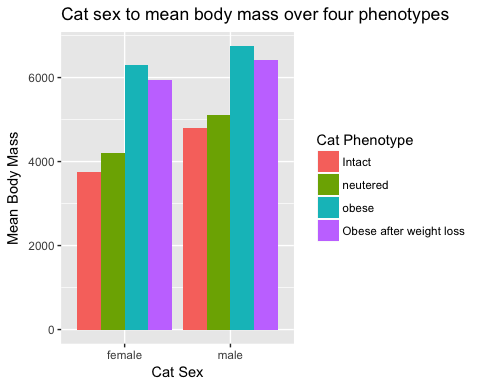 Cat sex to mean body mass over four phenotypes
Mean Body Mass
6000
4000
2000
0
female male
Cat Sex
Cat Phenotype
Intact
neutered
obese
Obese after weight loss